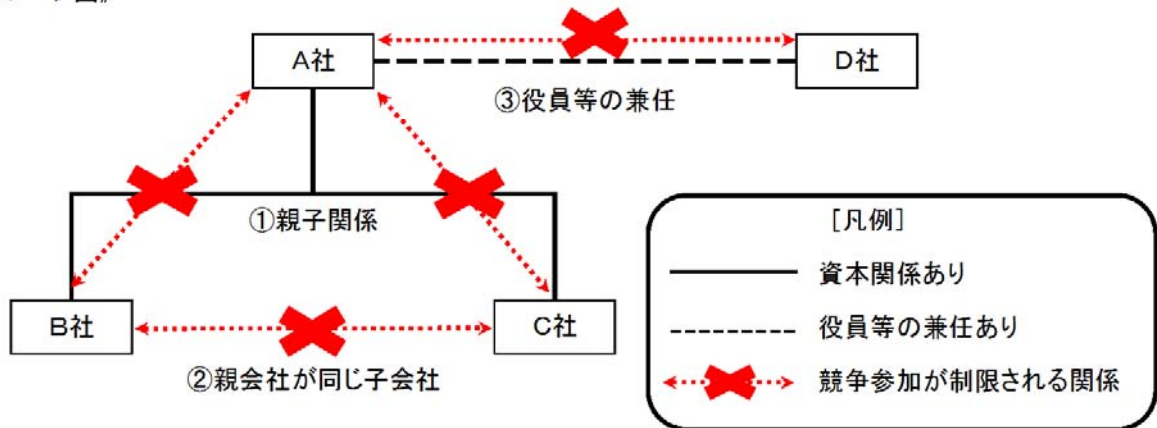 A社
D社
③役員等の兼任
①親子関係
B社
C社
②親会社が同じ子会社
[凡例]
資本関係あり
役員等の兼任あり
競争参加が制限される関係